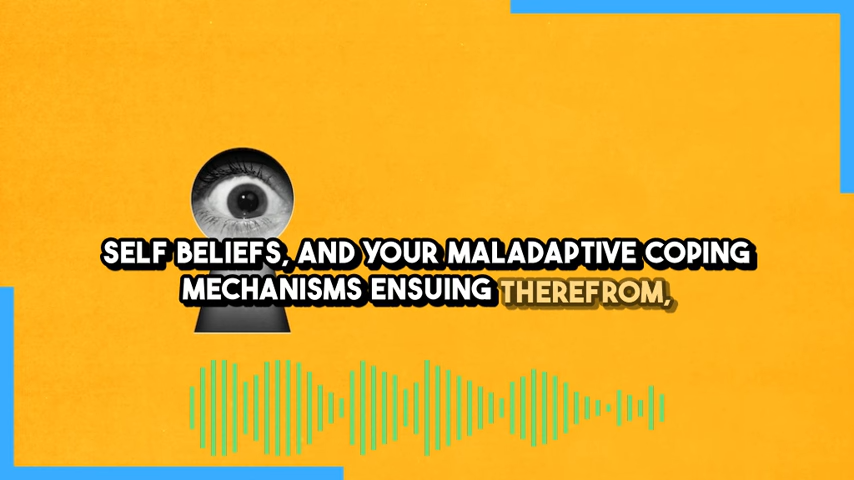 SELF BELIEFS, AND YOUR MALADAPTIVE COPING
MECHANISMS ENSUING THEREFROM,